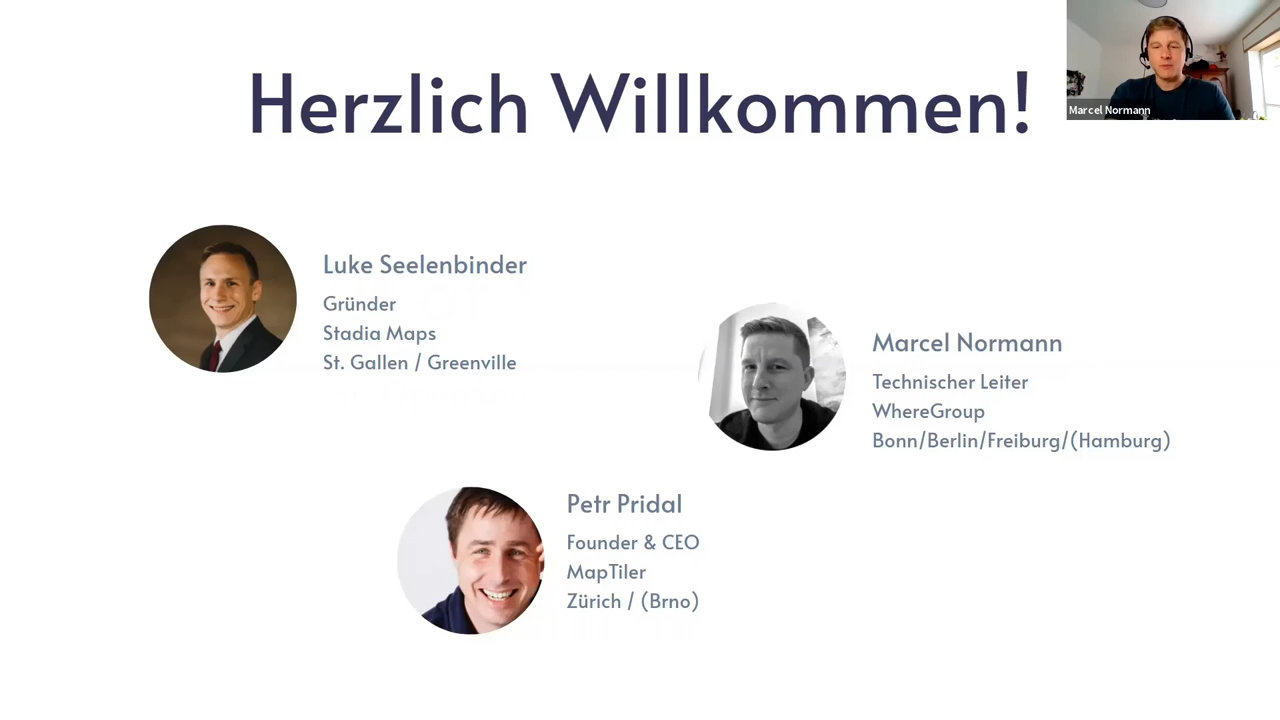 Herzlich Willkommen!
Marcel Normann
Luke Seelenbinder
Gründer
Stadia Maps
St. Gallen / Greenville
Marcel Normann
Technischer Leiter
WhereGroup
Bonn/Berlin/Freiburg/(Hamburg)
Petr Pridal
Founder & CEO
MapTiler
Zürich / (Brno)